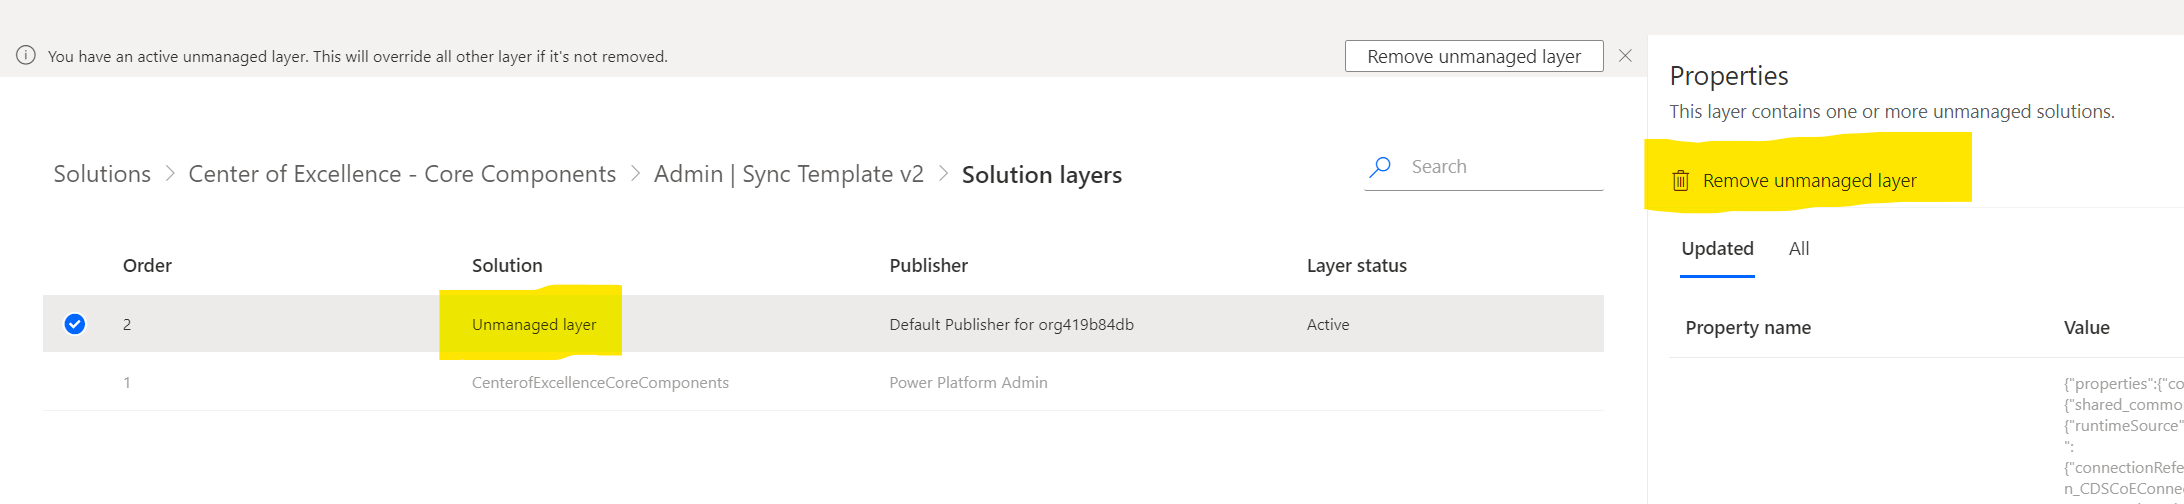 You have an active unmanaged layer. This will override all other layer if it's not removed.
Remove unmanaged layer
Solutions > Center of Excellence - Core Components > Admin | Sync Template v2 > Solution layers
Search
Order Solution Publisher Layer status
2 Unmanaged layer Default Publisher for org419b84db Active
1 CenterofExcellenceCoreComponents Power Platform Admin
Properties
This layer contains one or more unmanaged solutions.
Remove unmanaged layer
Updated All
Property name Value
{"properties":{"co
{"shared_commo
{"runtimeSource"
":
{"connectionRefe
n_CDSCoEConne